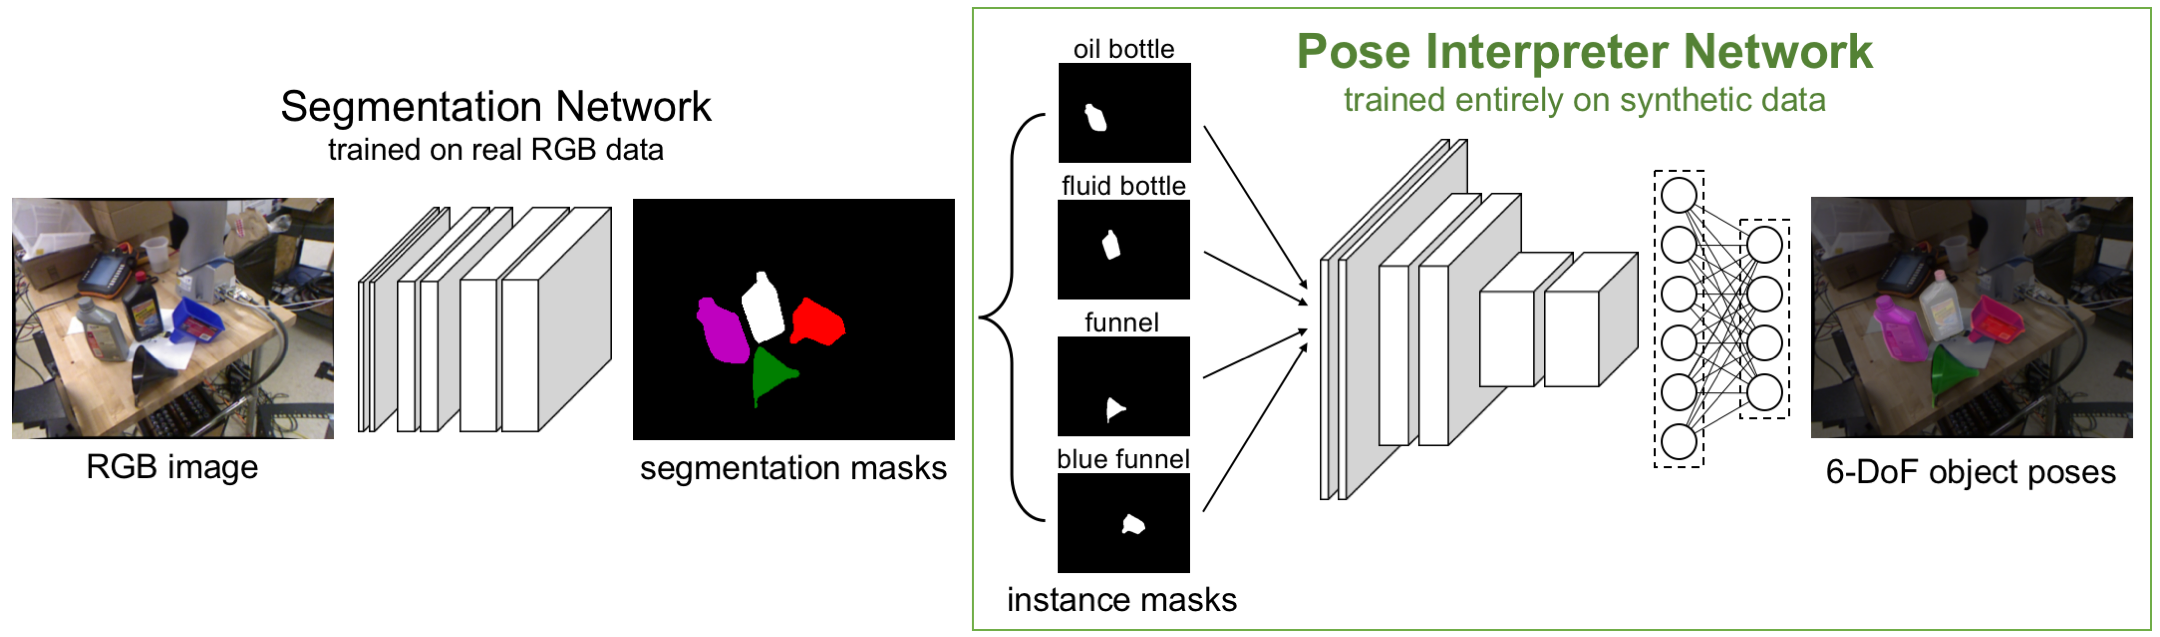 Segmentation Network
trained on real RGB data
RGB image
segmentation masks
oil bottle
fluid bottle
funnel
blue funnel
instance masks
Pose Interpreter Network
trained entirely on synthetic data
6-DoF object poses